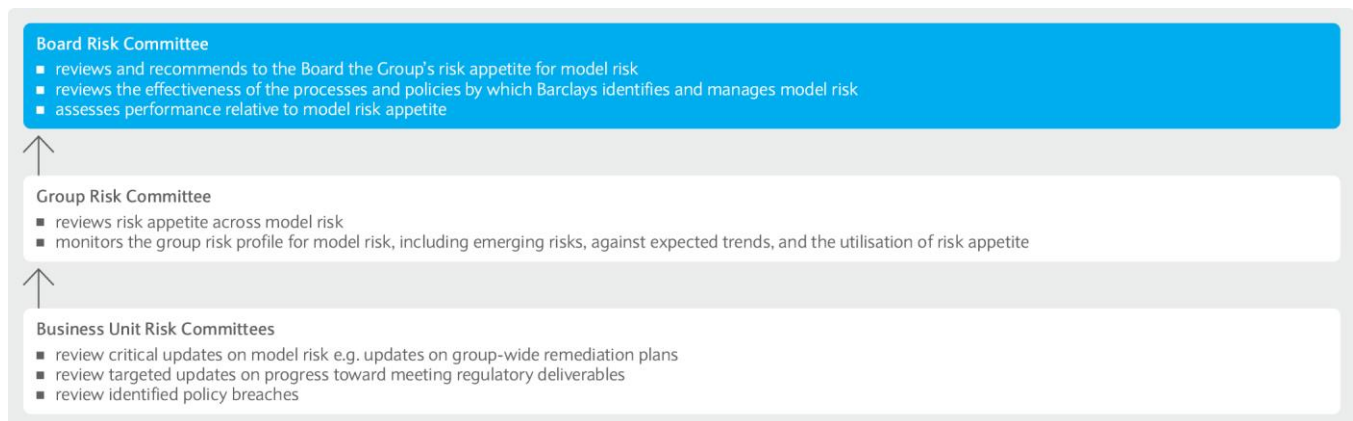 Board Risk Committee
■ reviews and recommends to the Board the Group's risk appetite for model risk
■ reviews the effectiveness of the processes and policies by which Barclays identifies and manages model risk
■ assesses performance relative to model risk appetite
Group Risk Committee
■ reviews risk appetite across model risk
■ monitors the group risk profile for model risk, including emerging risks, against expected trends, and the utilisation of risk appetite
Business Unit Risk Committees
■ review critical updates on model risk e.g. updates on group-wide remediation plans
■ review targeted updates on progress toward meeting regulatory deliverables
■ review identified policy breaches